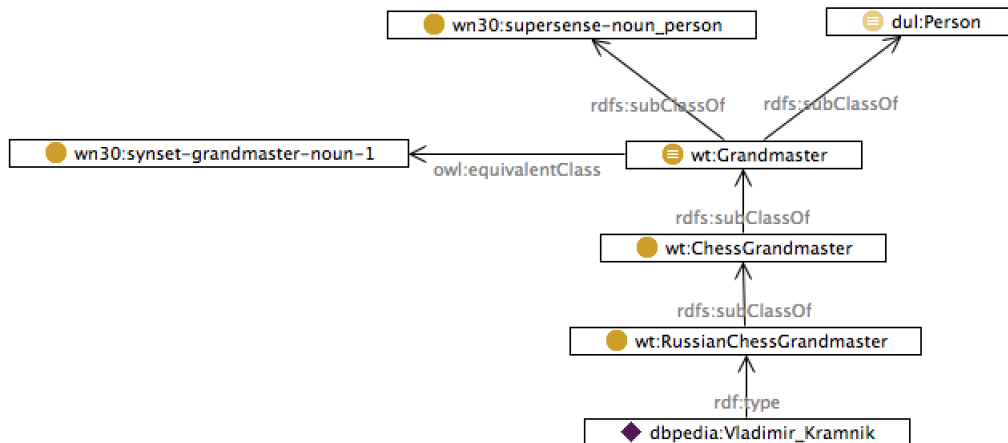 wn30:supersense-noun_person
dul:Person
rdfs:subClassOf
rdfs:subClassOf
wn30:synset-grandmaster-noun-1
wt:Grandmaster
owl:equivalentClass
rdfs:subClassOf
wt:ChessGrandmaster
rdfs:subClassOf
wt:RussianChessGrandmaster
rdf:type
dbpedia:Vladimir_Kramnik